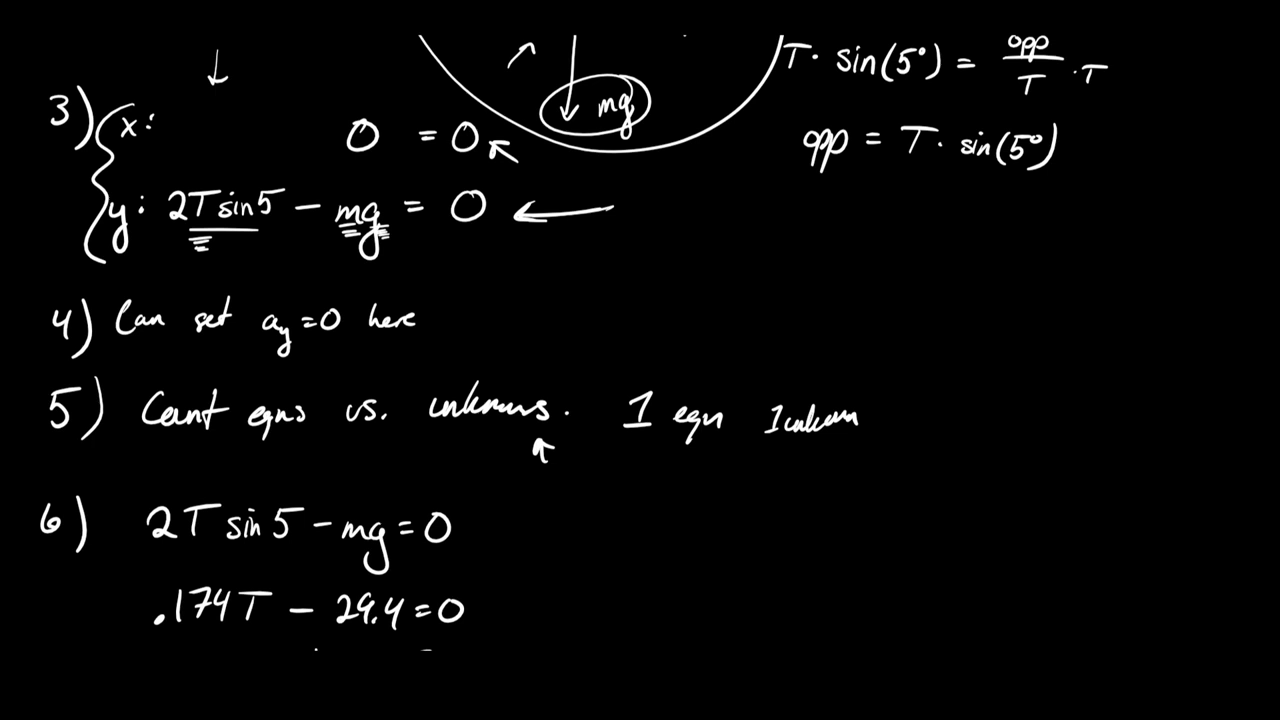 T · sin(5°) = opp/T · T
mg
3) x: 0 = 0
opp = T · sin(5°)
y: 2T sin 5 − mg = 0
4) Can set ay=0 here
5) Count eqns vs. unknowns. 1 eqn 1 unknown
6) 2T sin 5 − mg = 0
.174T − 29.4 = 0